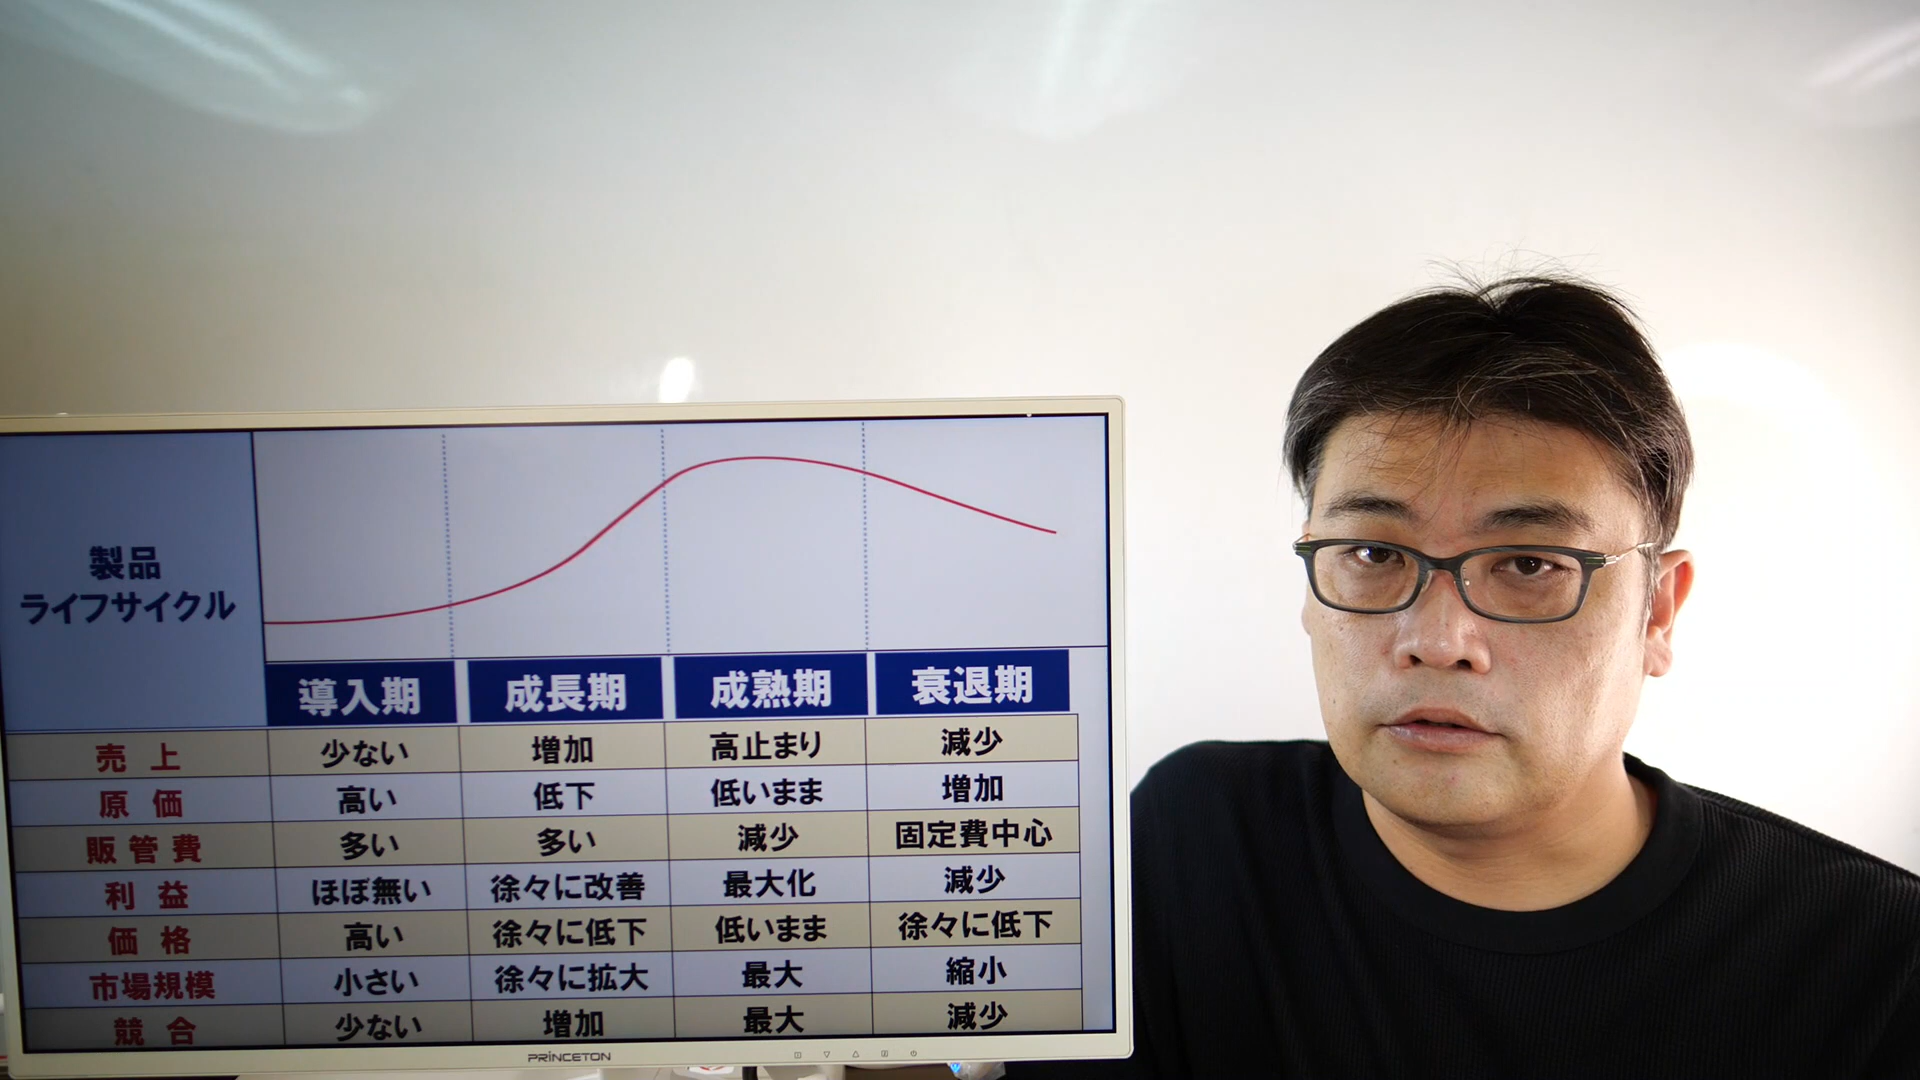 製品
ライフサイクル
導入期 成長期 成熟期 衰退期
売上 少ない 増加 高止まり 減少
原価 高い 低下 低いまま 増加
販管費 多い 多い 減少 固定費中心
利益 ほぼ無い 徐々に改善 最大化 減少
価格 高い 徐々に低下 低いまま 徐々に低下
市場規模 小さい 徐々に拡大 最大 縮小
競合 少ない 増加 最大 減少
PRINCETON